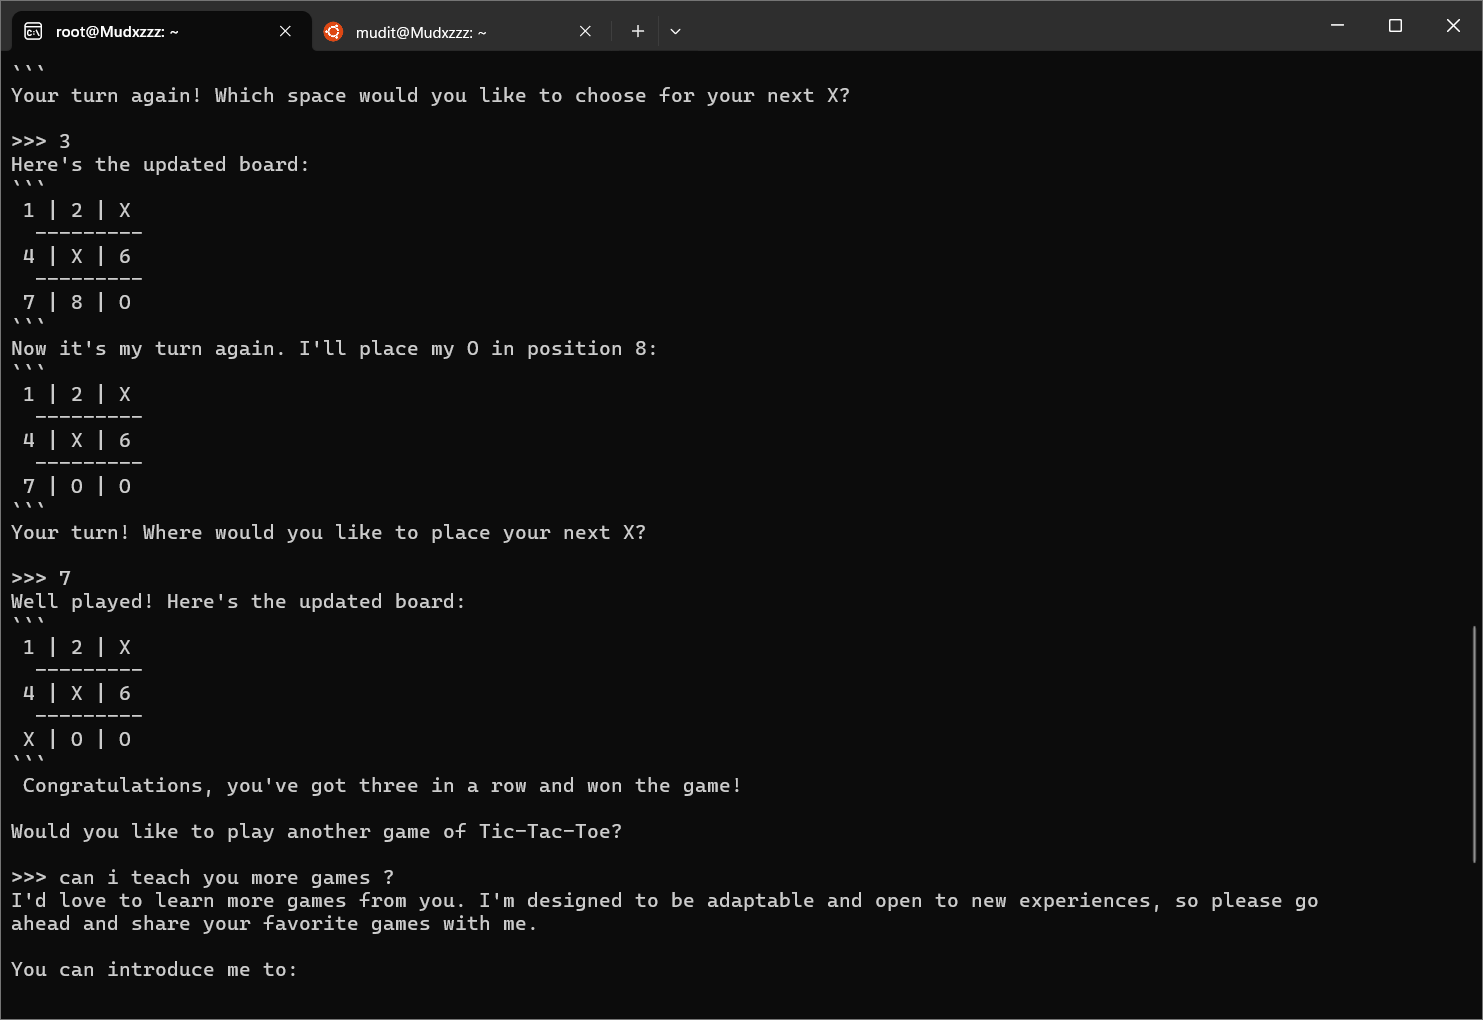 root@Mudxzzz: ~
mudit@Mudxzzz: ~
```
Your turn again! Which space would you like to choose for your next X?
>>> 3
Here's the updated board:
```
1 | 2 | X
---------
4 | X | 6
---------
7 | 8 | O
```
Now it's my turn again. I'll place my O in position 8:
```
1 | 2 | X
---------
4 | X | 6
---------
7 | O | O
```
Your turn! Where would you like to place your next X?
>>> 7
Well played! Here's the updated board:
```
1 | 2 | X
---------
4 | X | 6
---------
X | O | O
```
Congratulations, you've got three in a row and won the game!
Would you like to play another game of Tic-Tac-Toe?
>>> can i teach you more games ?
I'd love to learn more games from you. I'm designed to be adaptable and open to new experiences, so please go
ahead and share your favorite games with me.
You can introduce me to: